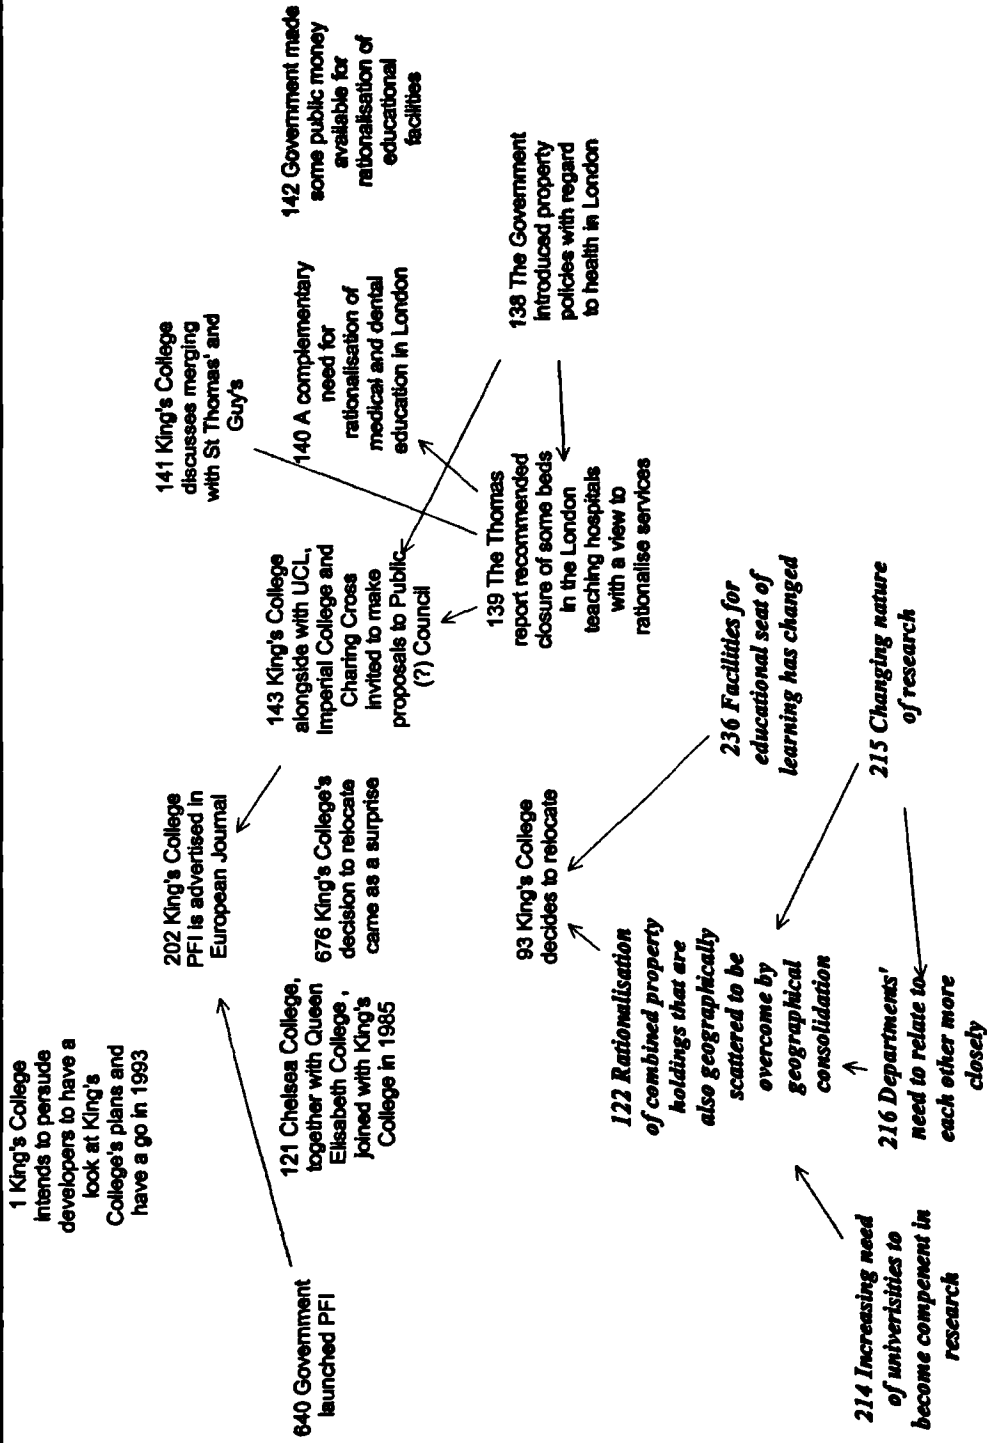 1 King's College
intends to persude
developers to have a
look at King's
College's plans and
have a go in 1993
202 King's College
PFI is advertised in
European Journal
141 King's College
discusses merging
with St Thomas' and
Guy's
640 Government
launched PFI
121 Chelsea College,
together with Queen
Elisabeth College ,
joined with King's
College in 1985
676 King's College's
decision to relocate
came as a surprise
143 King's College
alongside with UCL,
Imperial College and
Charing Cross
invited to make
proposals to Public
(?) Council
140 A complementary
need for
rationalisation of
medical and dental
education in London
142 Government made
some public money
available for
rationalisation of
educational
facilities
139 The Thomas
report recommended
closure of some beds
in the London
teaching hospitals
with a view to
rationalise services
138 The Government
introduced property
policies with regard
to health in London
93 King's College
decides to relocate
122 Rationalisation
of combined property
holdings that are
also geographically
scattered to be
overcome by
geographical
consolidation
236 Facilities for
educational seat of
learning has changed
214 Increasing need
of univerisities to
become compenent in
research
216 Departments'
need to relate to
each other more
closely
215 Changing nature
of research